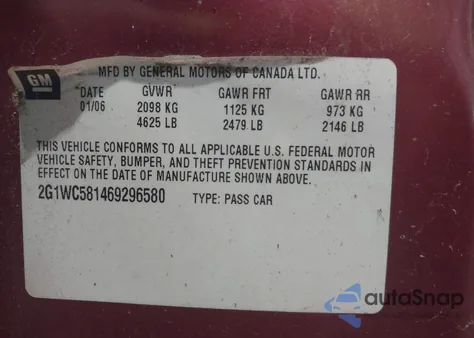 GM
MFD BY GENERAL MOTORS OF CANADA LTD.
DATE GVWR GAWR FRT GAWR RR
01/06 2098 KG 1125 KG 973 KG
4625 LB 2479 LB 2146 LB
THIS VEHICLE CONFORMS TO ALL APPLICABLE U.S. FEDERAL MOTOR
VEHICLE SAFETY, BUMPER, AND THEFT PREVENTION STANDARDS IN
EFFECT ON THE DATE OF MANUFACTURE SHOWN ABOVE.
2G1WC581469296580 TYPE: PASS CAR
autoSnap